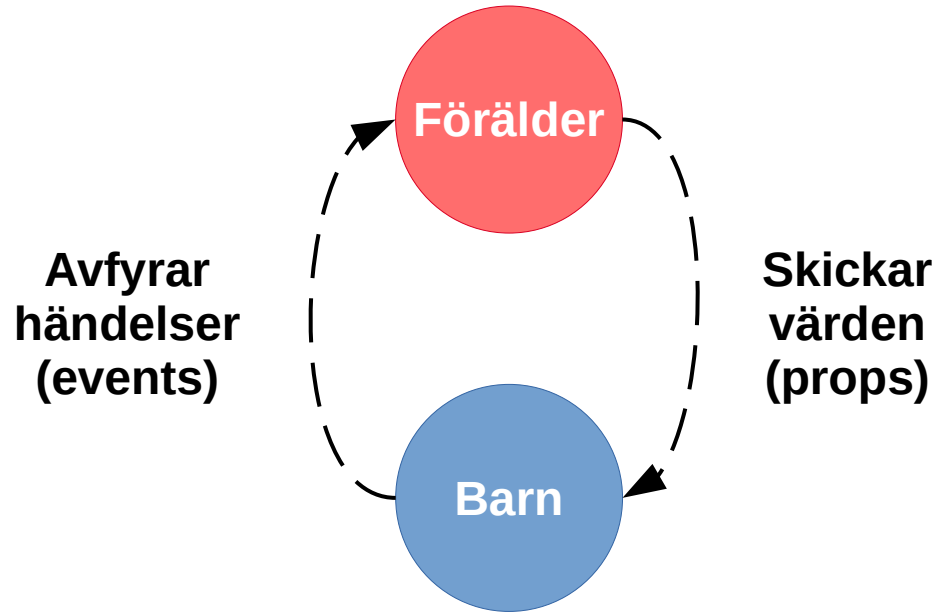 Förälder
Avfyrar
händelser
(events)
Skickar
värden
(props)
Barn